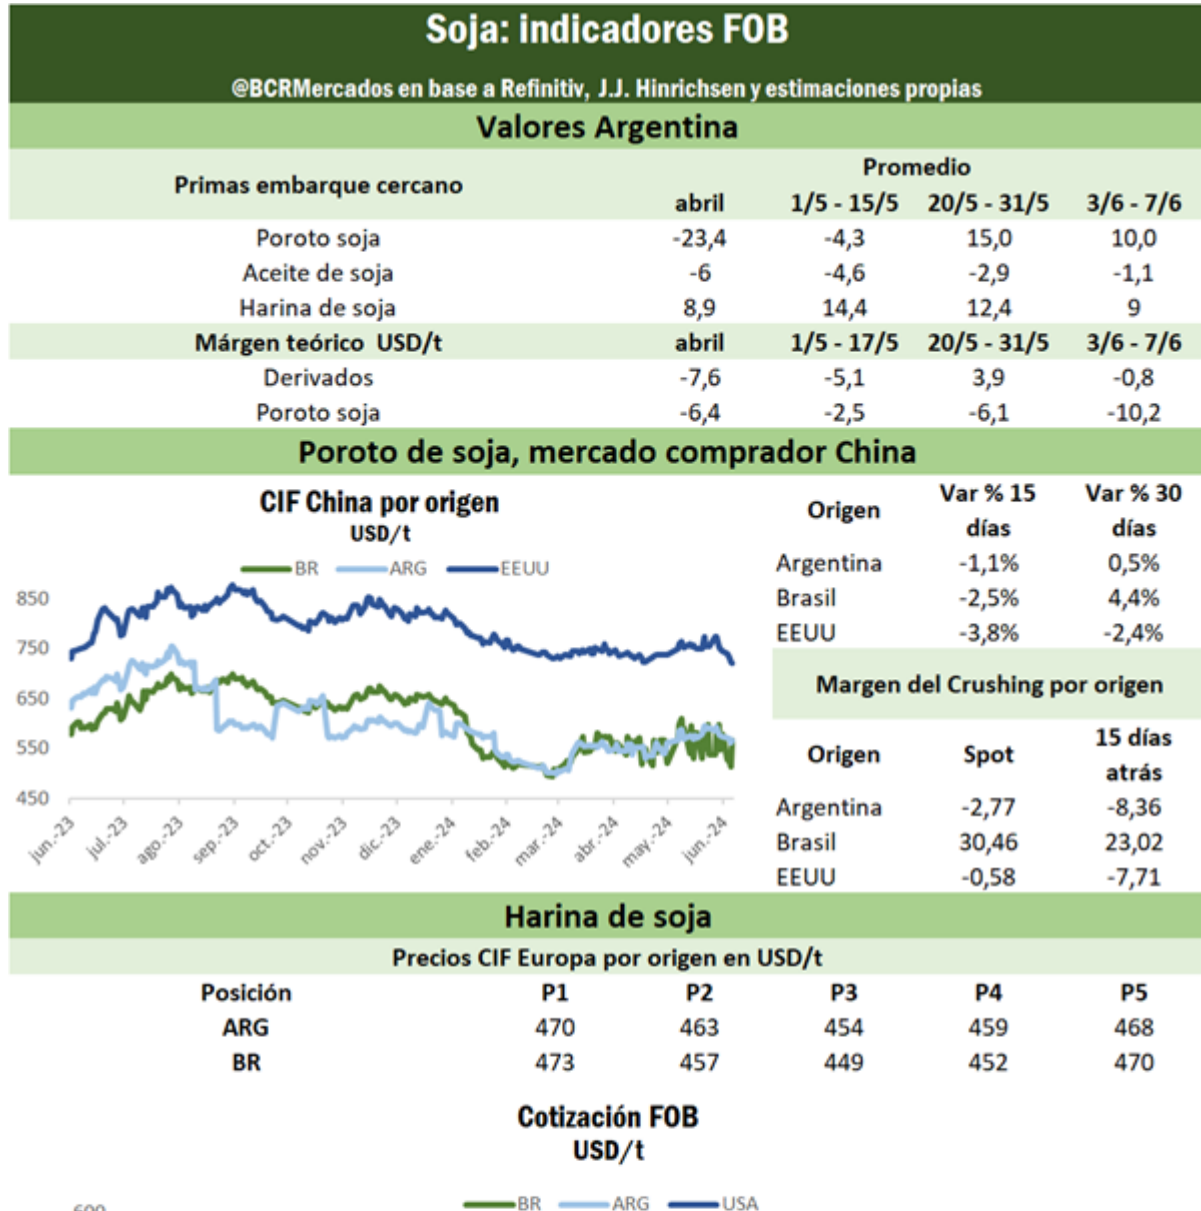 Soja: indicadores FOB
@BCRMercados en base a Refinitiv, J.J. Hinrichsen y estimaciones propias
Valores Argentina
Primas embarque cercano
Promedio
abril 1/5 - 15/5 20/5 - 31/5 3/6 - 7/6
Poroto soja -23,4 -4,3 15,0 10,0
Aceite de soja -6 -4,6 -2,9 -1,1
Harina de soja 8,9 14,4 12,4 9
Márgen teórico USD/t abril 1/5 - 17/5 20/5 - 31/5 3/6 - 7/6
Derivados -7,6 -5,1 3,9 -0,8
Poroto soja -6,4 -2,5 -6,1 -10,2
Poroto de soja, mercado comprador China
CIF China por origen
USD/t
BR ARG EEUU
850
750
650
550
450
jun.-23 jul.-23 ago.-23 sep.-23 oct.-23 nov.-23 dic.-23 ene.-24 feb.-24 mar.-24 abr.-24 may.-24 jun.-24
Origen Var % 15 días Var % 30 días
Argentina -1,1% 0,5%
Brasil -2,5% 4,4%
EEUU -3,8% -2,4%
Margen del Crushing por origen
Origen Spot 15 días atrás
Argentina -2,77 -8,36
Brasil 30,46 23,02
EEUU -0,58 -7,71
Harina de soja
Precios CIF Europa por origen en USD/t
Posición P1 P2 P3 P4 P5
ARG 470 463 454 459 468
BR 473 457 449 452 470
Cotización FOB
USD/t
BR ARG USA
600